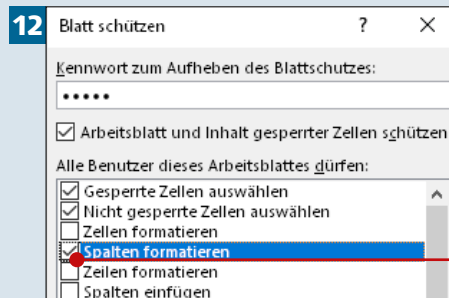 12
Blatt schützen ? ×
Kennwort zum Aufheben des Blattschutzes:
•••••
Arbeitsblatt und Inhalt gesperrter Zellen schützen
Alle Benutzer dieses Arbeitsblattes dürfen:
Gesperrte Zellen auswählen
Nicht gesperrte Zellen auswählen
Zellen formatieren
Spalten formatieren
Zeilen formatieren
Spalten einfügen